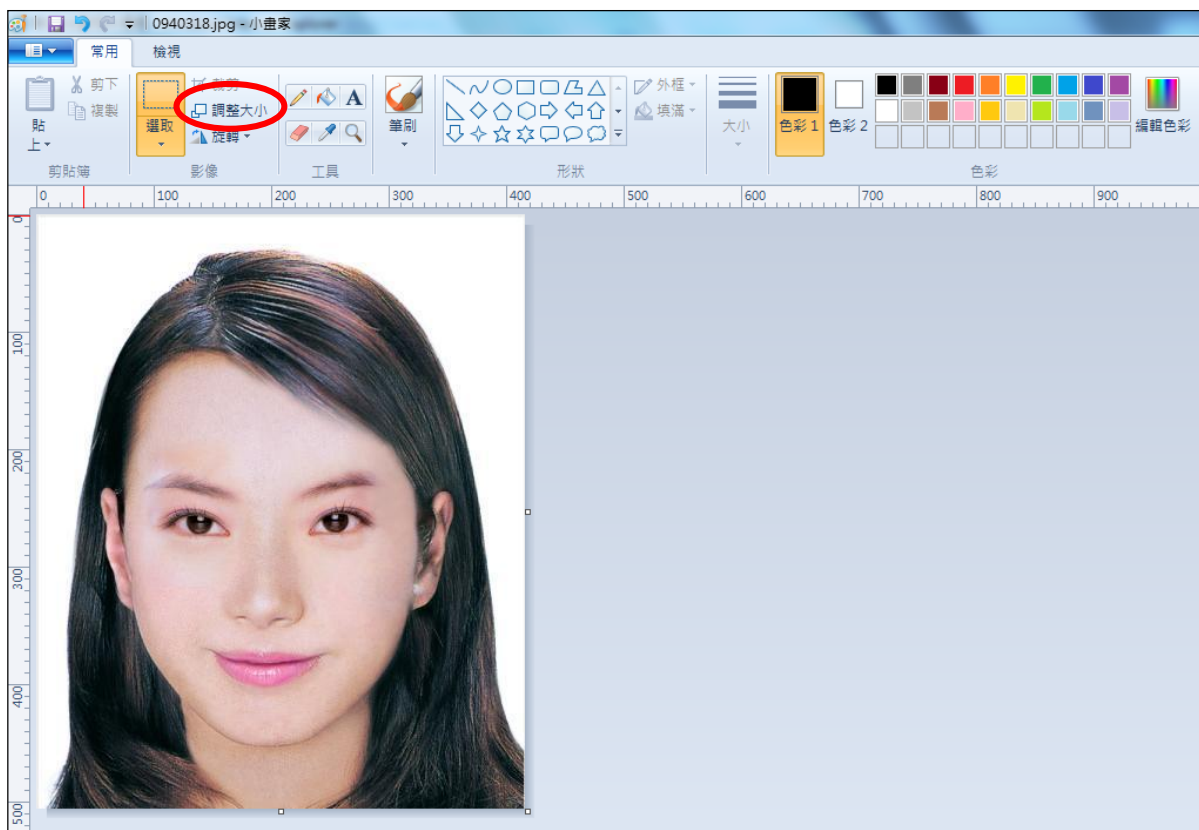 0940318.jpg - 小畫家
常用 檢視
剪下
複製
貼上
選取
裁剪
調整大小
旋轉
A
筆刷
外框
填滿
大小
色彩 1
色彩 2
編輯色彩
剪貼簿 影像 工具 形狀 色彩
0 100 200 300 400 500 600 700 800 900
0
100
200
300
400
500